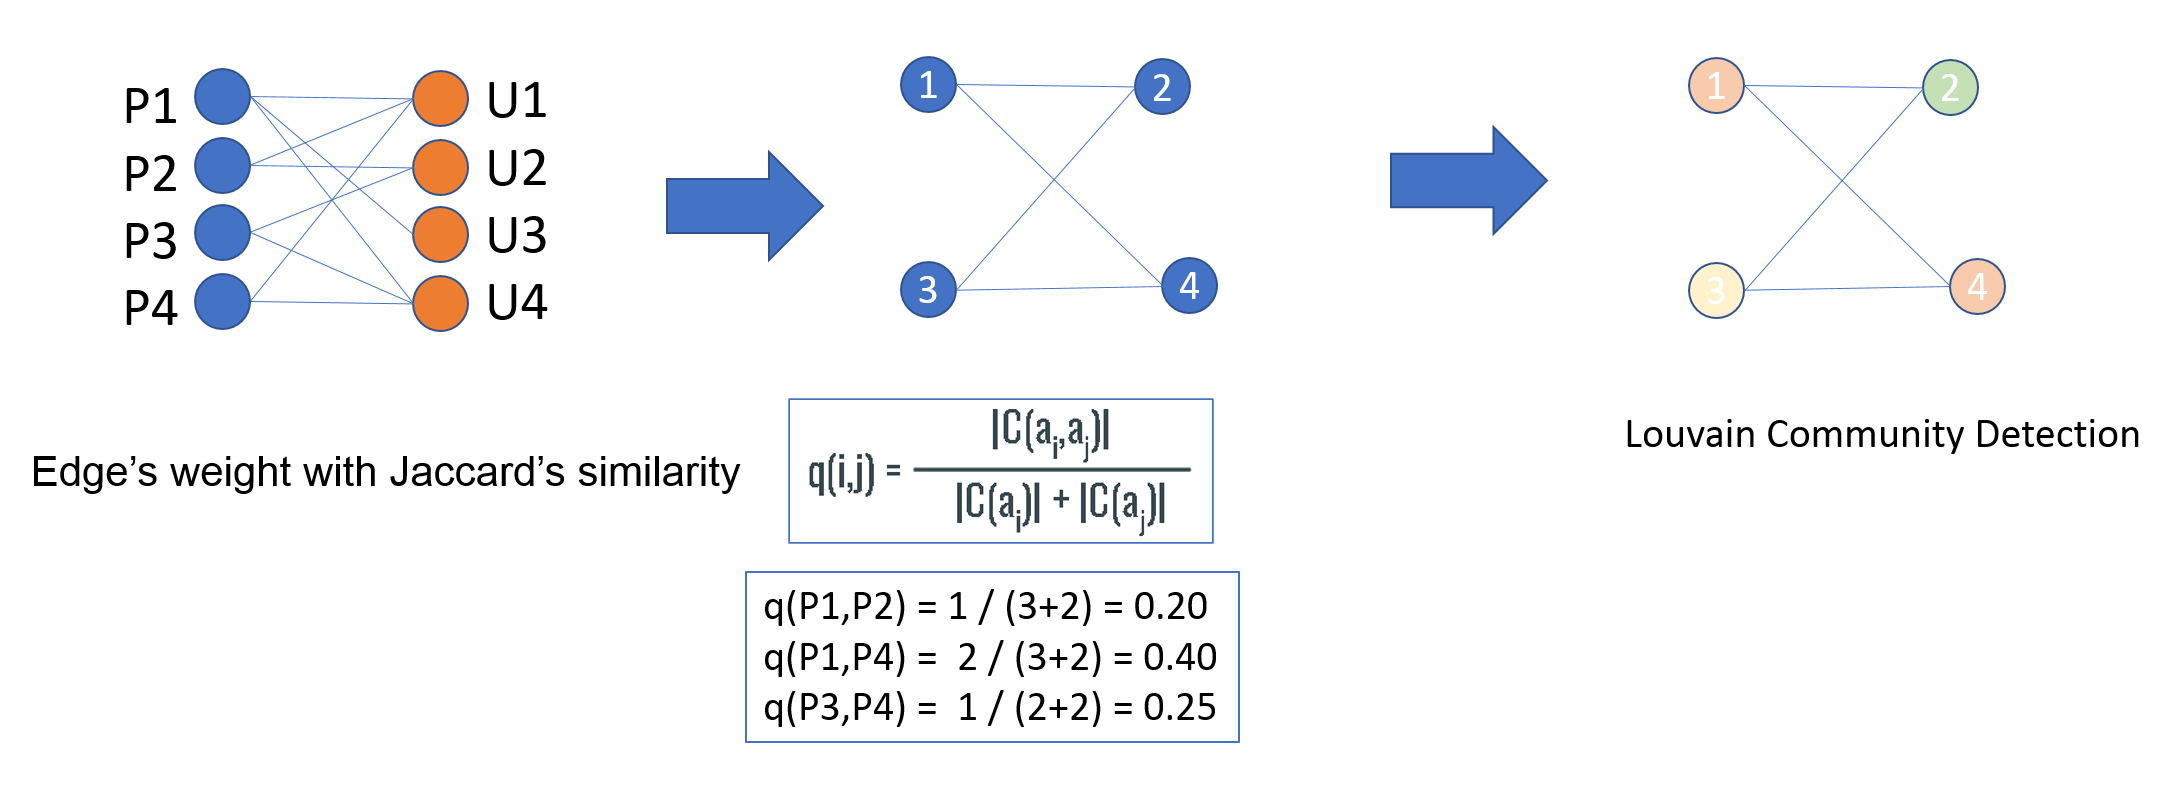 P1
P2
P3
P4
U1
U2
U3
U4
1
2
3
4
1
2
3
4
Edge’s weight with Jaccard’s similarity
q(i,j) = |C(aᵢ,aⱼ)| / |C(aᵢ)| + |C(aⱼ)|
q(P1,P2) = 1 / (3+2) = 0.20
q(P1,P4) =  2 / (3+2) = 0.40
q(P3,P4) =  1 / (2+2) = 0.25
Louvain Community Detection